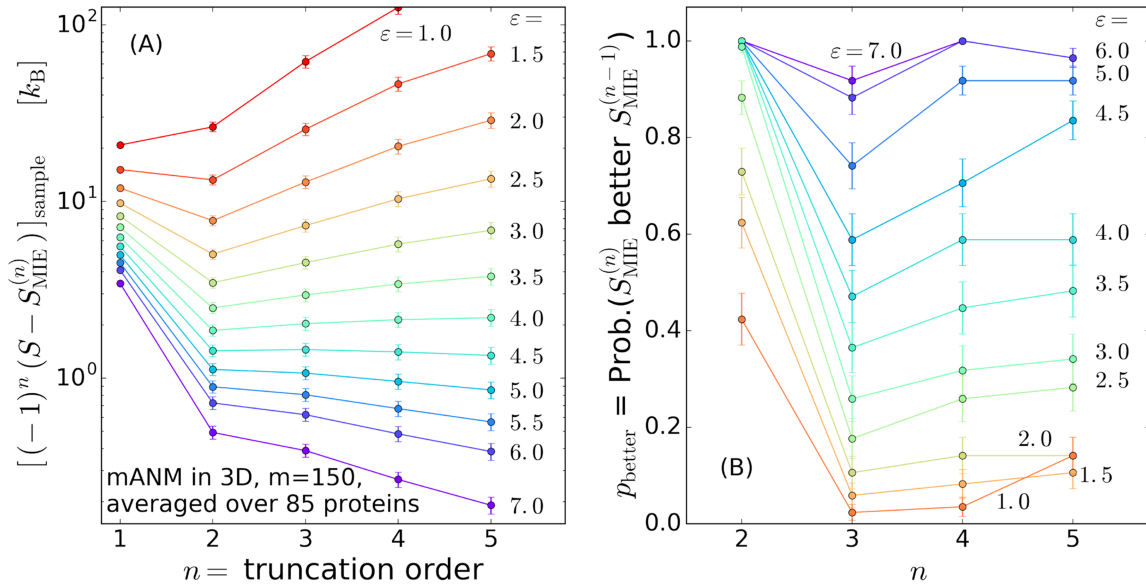 [(−1)ⁿ (S − S_MIE^(n))]_sample [k_B]
10²
10¹
10⁰
(A)
ε = 1.0
ε =
1.5
2.0
2.5
3.0
3.5
4.0
4.5
5.0
5.5
6.0
7.0
mANM in 3D, m=150,
averaged over 85 proteins
1 2 3 4 5
n = truncation order
p_better = Prob.(S_MIE^(n) better S_MIE^(n−1))
1.0
0.8
0.6
0.4
0.2
0.0
ε = 7.0
ε =
6.0
5.0
4.5
4.0
3.5
3.0
2.5
2.0
1.5
1.0
(B)
2 3 4 5
n